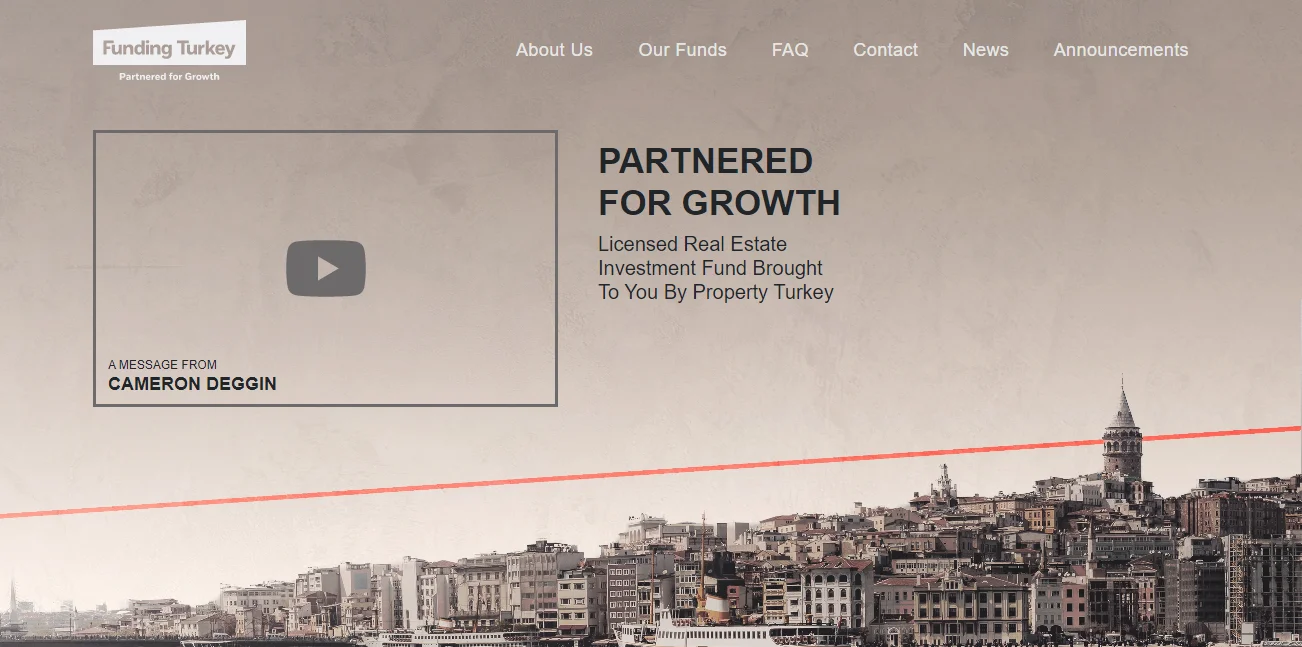 Funding Turkey
Partnered for Growth
About Us
Our Funds
FAQ
Contact
News
Announcements
PARTNERED
FOR GROWTH
Licensed Real Estate
Investment Fund Brought
To You By Property Turkey
A MESSAGE FROM
CAMERON DEGGIN